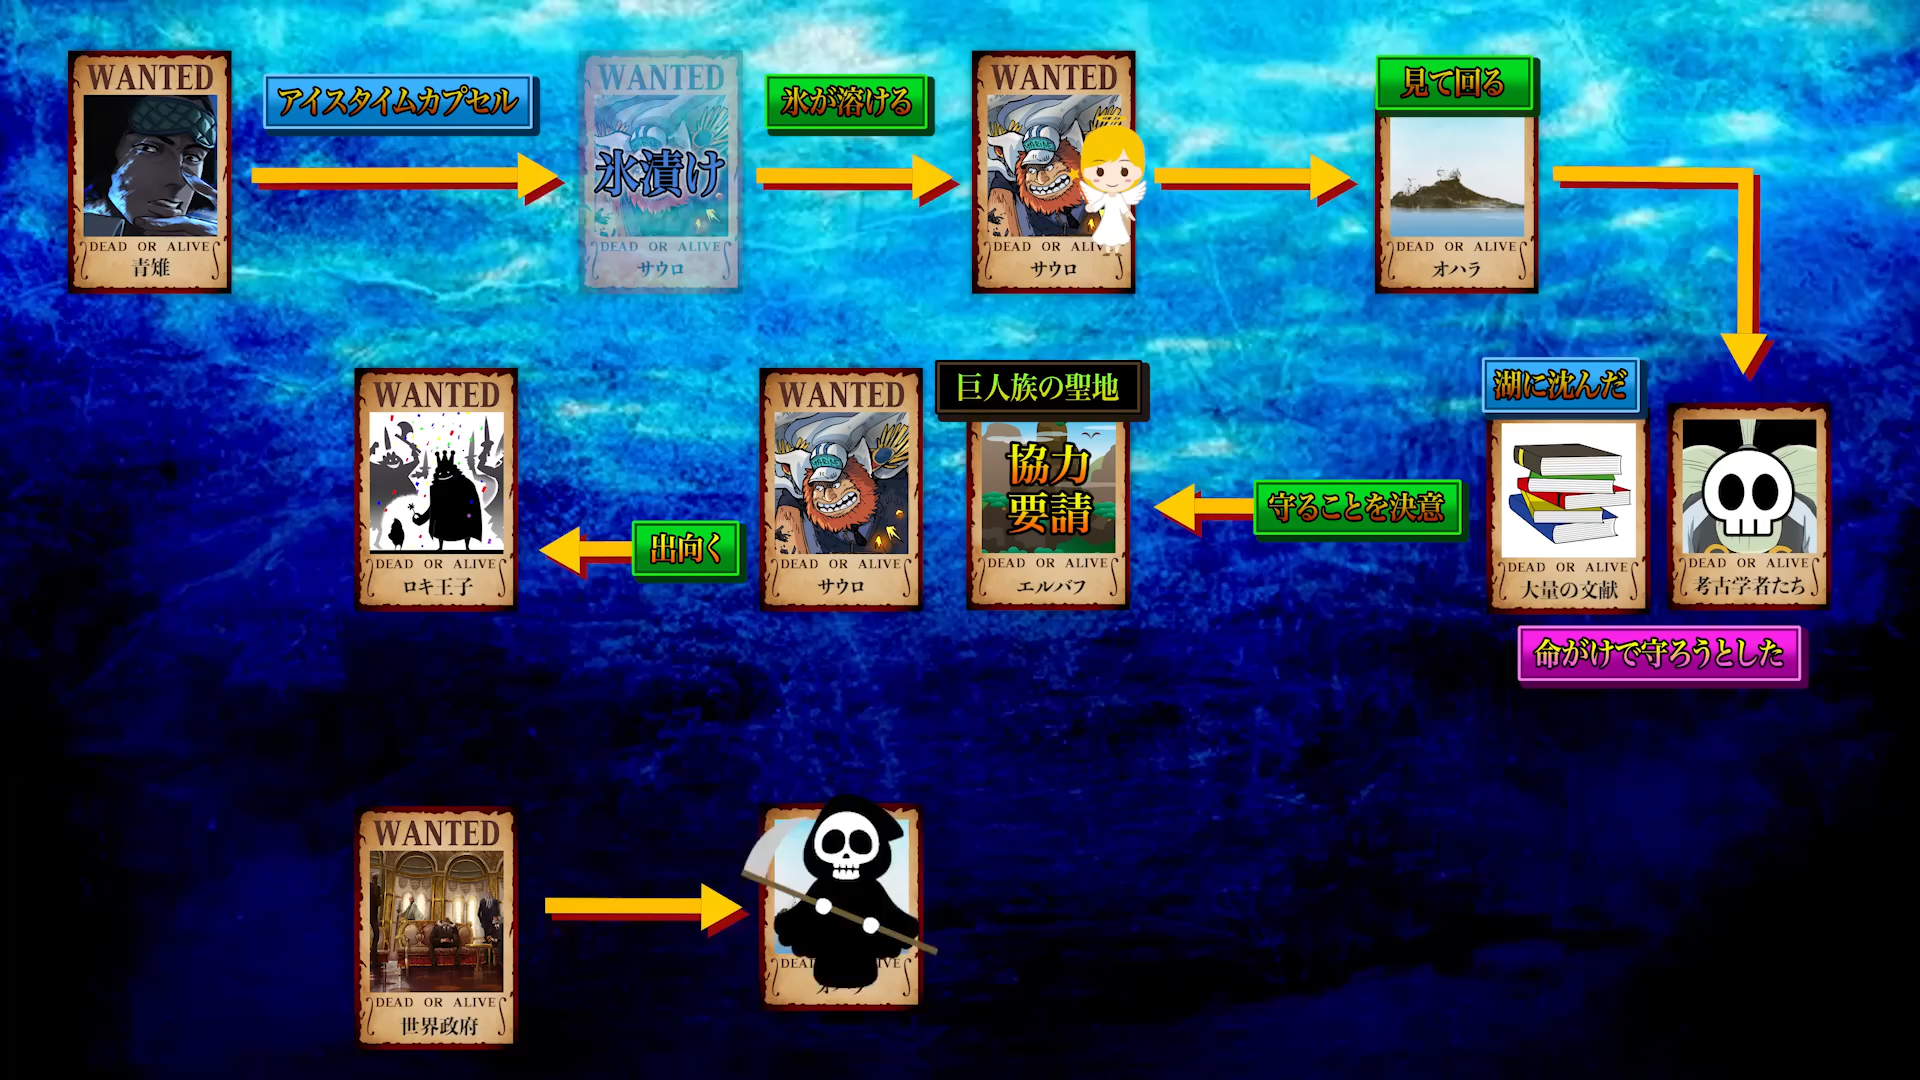 WANTED
DEAD OR ALIVE
青雉
アイスタイムカプセル
WANTED
氷漬け
DEAD OR ALIVE
サウロ
氷が溶ける
WANTED
MARINE
DEAD OR ALIV
サウロ
見て回る
DEAD OR ALIVE
オハラ
湖に沈んだ
DEAD OR ALIVE
大量の文献
DEAD OR ALIVE
考古学者たち
命がけで守ろうとした
守ることを決意
巨人族の聖地
協力
要請
DEAD OR ALIVE
エルバフ
WANTED
MARINE
DEAD OR ALIVE
サウロ
出向く
WANTED
DEAD OR ALIVE
ロキ王子
WANTED
DEAD OR ALIVE
世界政府
DEA
IVE